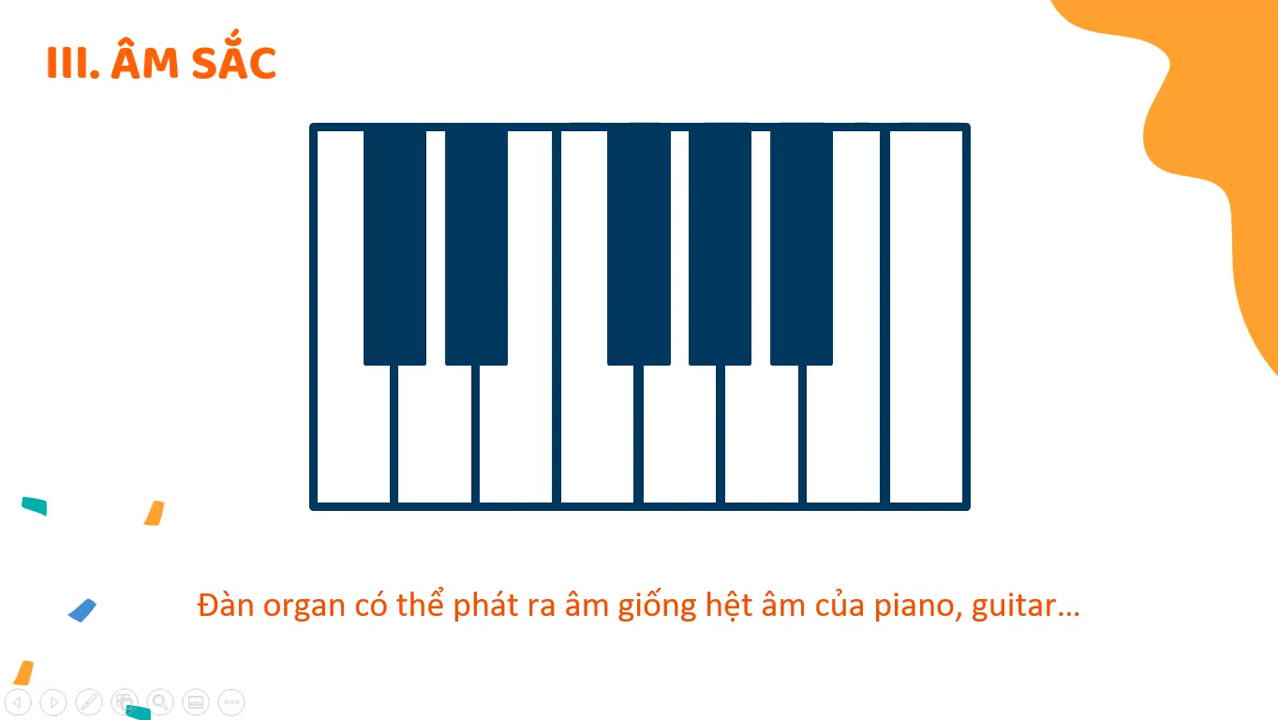 III. ÂM SẮC
Đàn organ có thể phát ra âm giống hệt âm của piano, guitar...